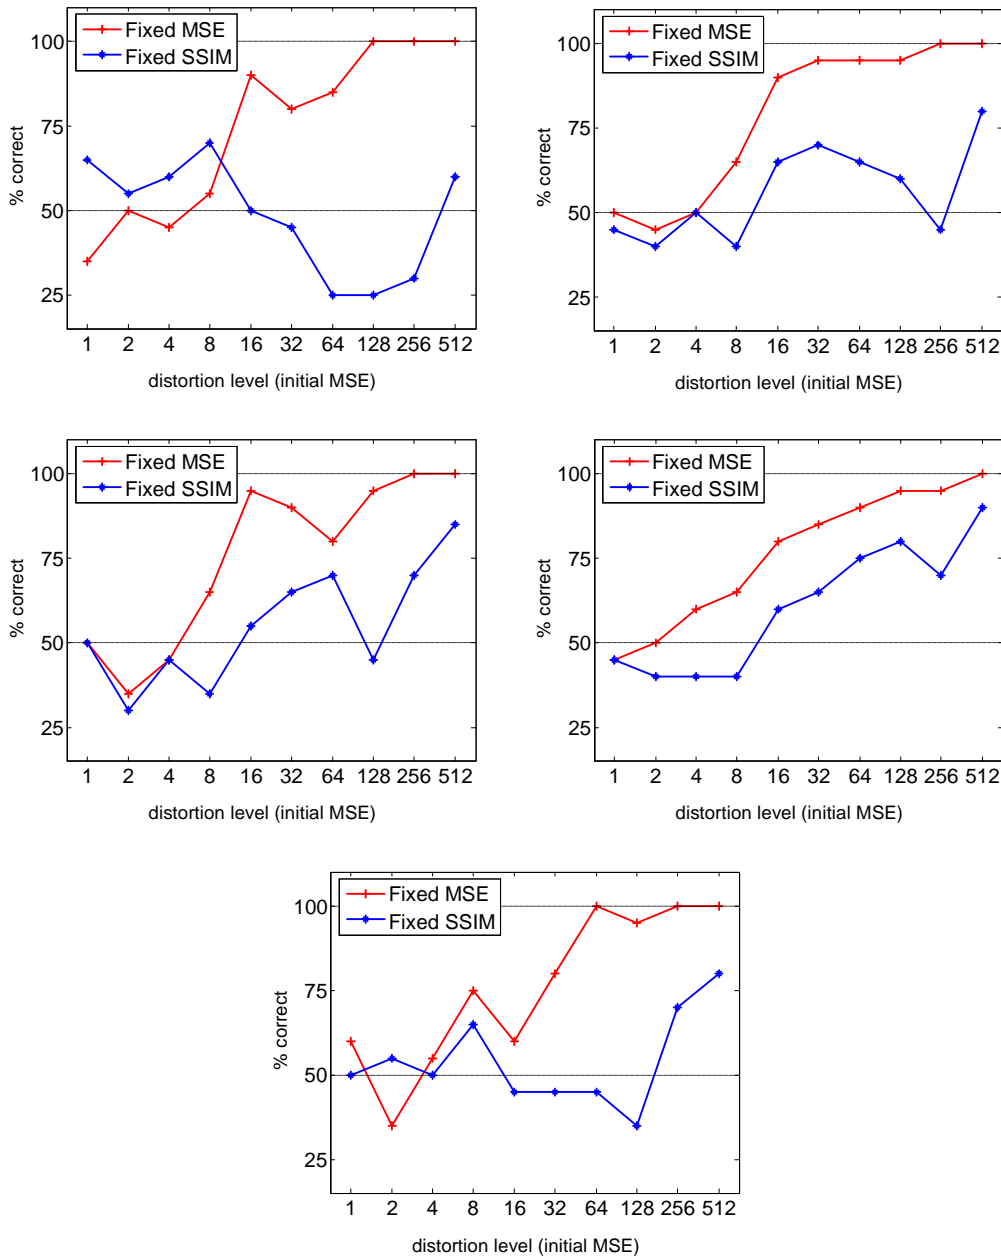 Fixed MSE
Fixed SSIM
100
75
50
25
% correct
1 2 4 8 16 32 64 128 256 512
distortion level (initial MSE)
Fixed MSE
Fixed SSIM
100
75
50
25
% correct
1 2 4 8 16 32 64 128 256 512
distortion level (initial MSE)
Fixed MSE
Fixed SSIM
100
75
50
25
% correct
1 2 4 8 16 32 64 128 256 512
distortion level (initial MSE)
Fixed MSE
Fixed SSIM
100
75
50
25
% correct
1 2 4 8 16 32 64 128 256 512
distortion level (initial MSE)
Fixed MSE
Fixed SSIM
100
75
50
25
% correct
1 2 4 8 16 32 64 128 256 512
distortion level (initial MSE)